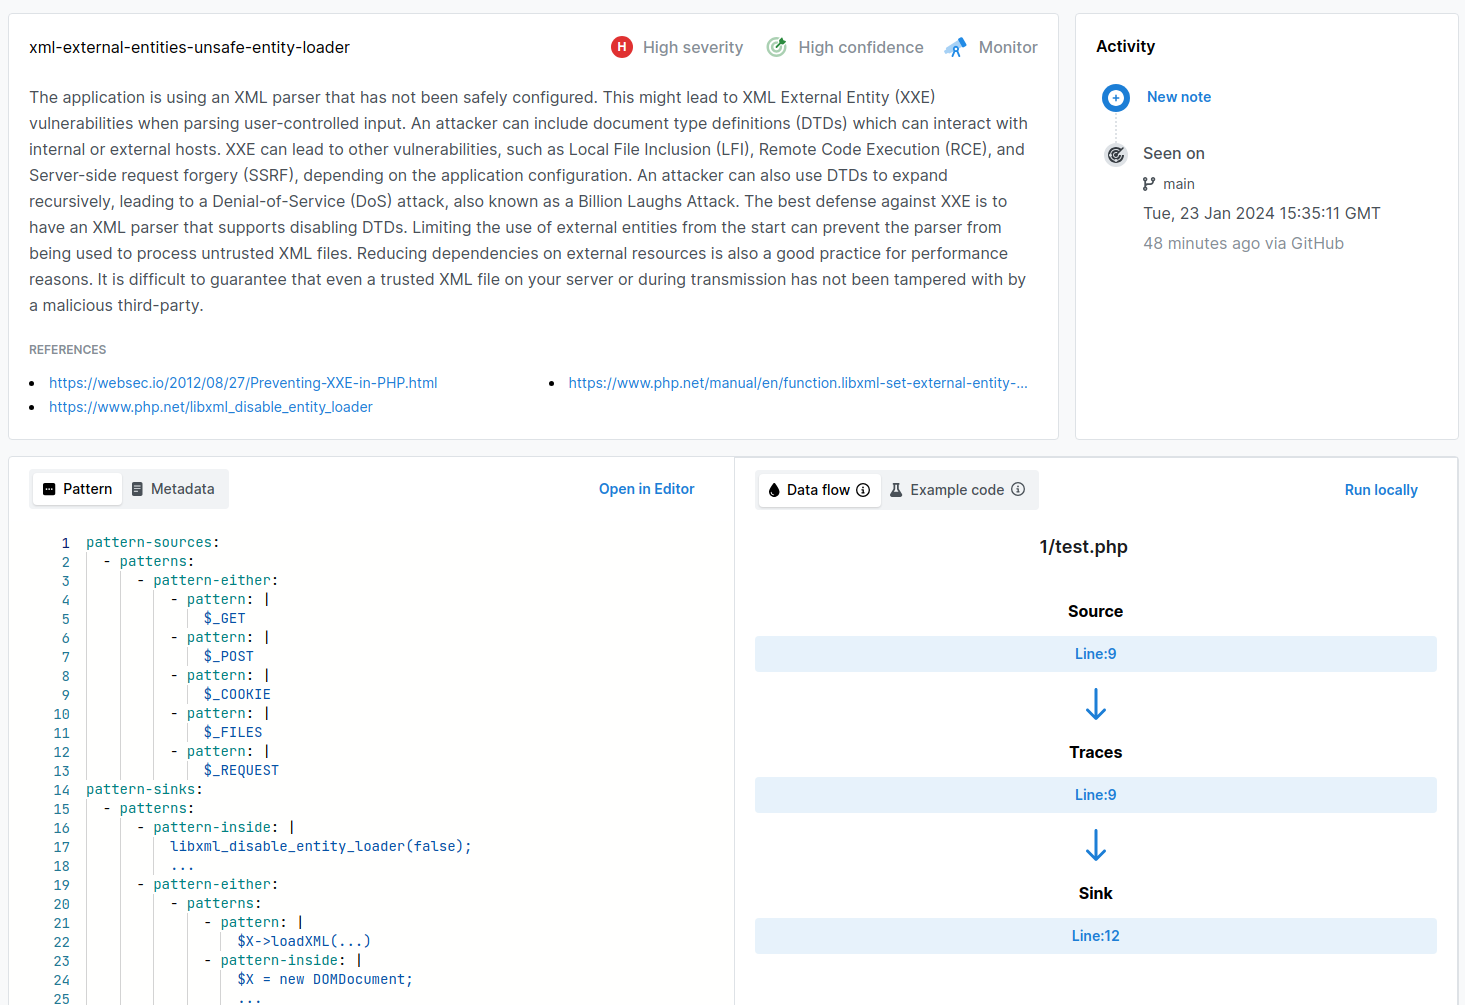 xml-external-entities-unsafe-entity-loader
H High severity
High confidence
Monitor
The application is using an XML parser that has not been safely configured. This might lead to XML External Entity (XXE)
vulnerabilities when parsing user-controlled input. An attacker can include document type definitions (DTDs) which can interact with
internal or external hosts. XXE can lead to other vulnerabilities, such as Local File Inclusion (LFI), Remote Code Execution (RCE), and
Server-side request forgery (SSRF), depending on the application configuration. An attacker can also use DTDs to expand
recursively, leading to a Denial-of-Service (DoS) attack, also known as a Billion Laughs Attack. The best defense against XXE is to
have an XML parser that supports disabling DTDs. Limiting the use of external entities from the start can prevent the parser from
being used to process untrusted XML files. Reducing dependencies on external resources is also a good practice for performance
reasons. It is difficult to guarantee that even a trusted XML file on your server or during transmission has not been tampered with by
a malicious third-party.
REFERENCES
https://websec.io/2012/08/27/Preventing-XXE-in-PHP.html
https://www.php.net/manual/en/function.libxml-set-external-entity-...
https://www.php.net/libxml_disable_entity_loader
Activity
New note
Seen on
main
Tue, 23 Jan 2024 15:35:11 GMT
48 minutes ago via GitHub
Pattern
Metadata
Open in Editor
1 pattern-sources:
2 - patterns:
3 - pattern-either:
4 - pattern: |
5 $_GET
6 - pattern: |
7 $_POST
8 - pattern: |
9 $_COOKIE
10 - pattern: |
11 $_FILES
12 - pattern: |
13 $_REQUEST
14 pattern-sinks:
15 - patterns:
16 - pattern-inside: |
17 libxml_disable_entity_loader(false);
18 ...
19 - pattern-either:
20 - patterns:
21 - pattern: |
22 $X->loadXML(...)
23 - pattern-inside: |
24 $X = new DOMDocument;
25 ...
Data flow
Example code
Run locally
1/test.php
Source
Line:9
Traces
Line:9
Sink
Line:12